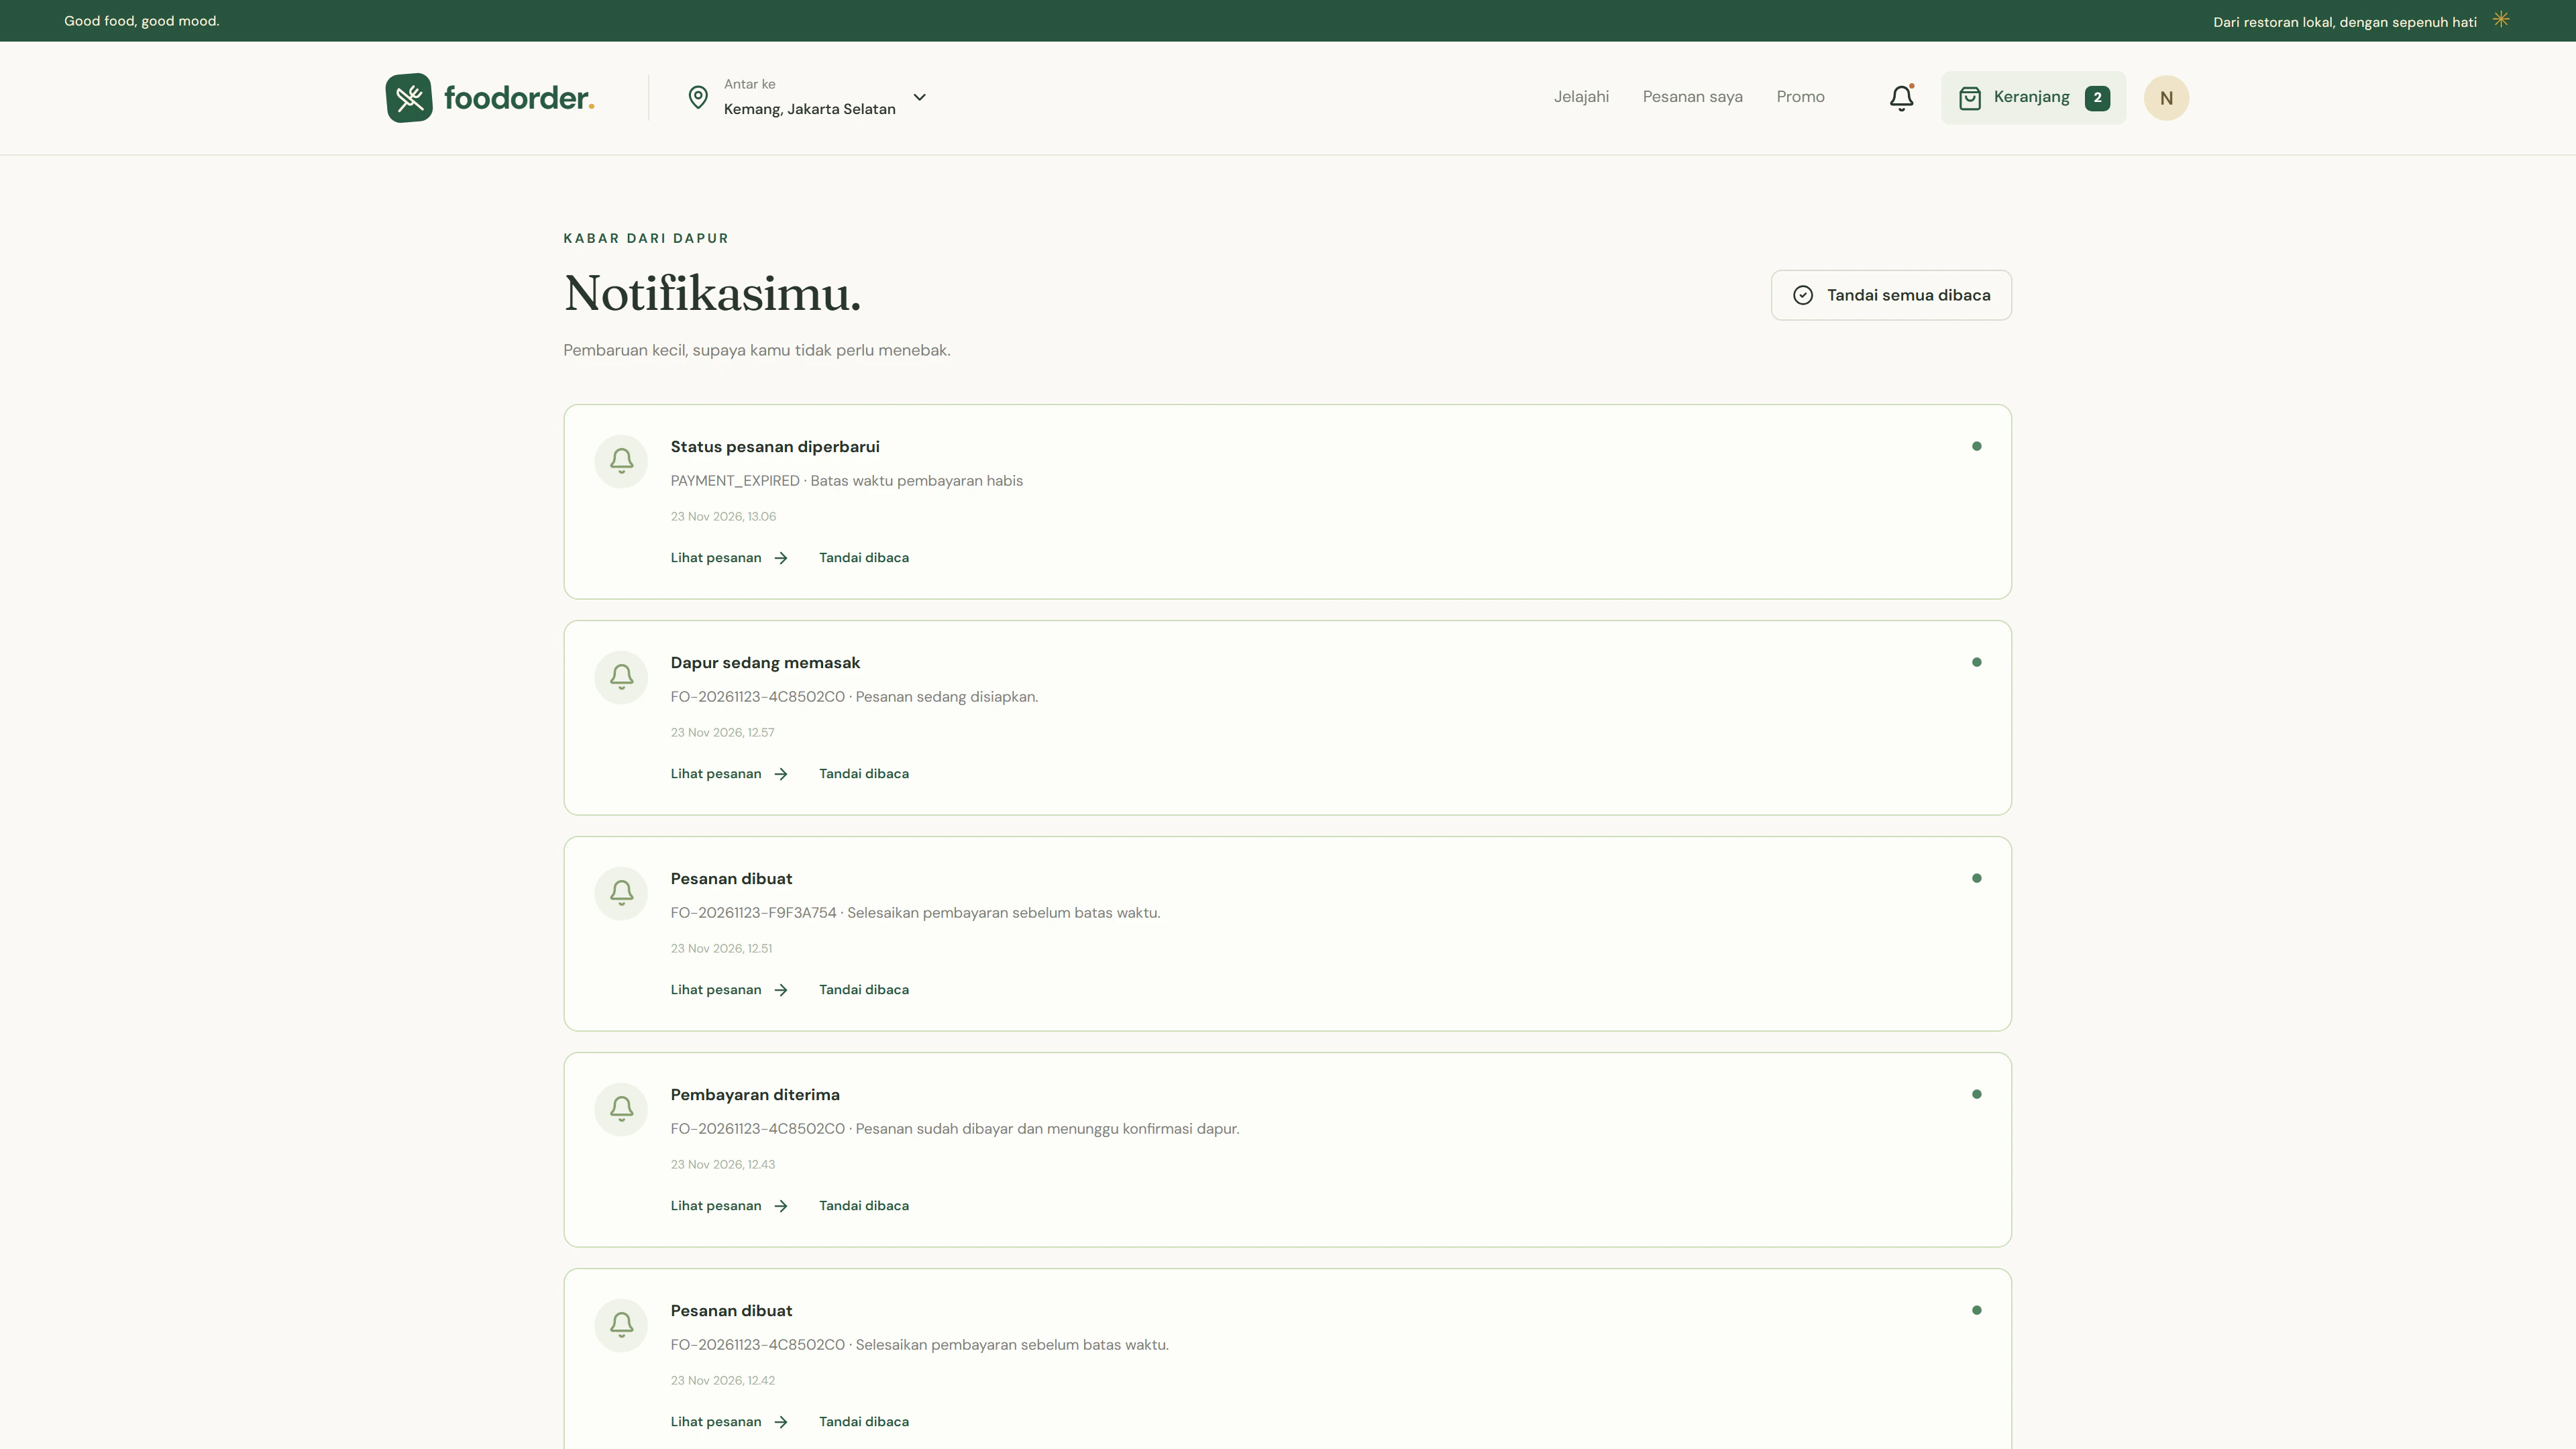 Good food, good mood.
Dari restoran lokal, dengan sepenuh hati
foodorder.
Antar ke
Kemang, Jakarta Selatan
Jelajahi
Pesanan saya
Promo
Keranjang 2
N
KABAR DARI DAPUR
Notifikasimu.
Tandai semua dibaca
Pembaruan kecil, supaya kamu tidak perlu menebak.
Status pesanan diperbarui
PAYMENT_EXPIRED · Batas waktu pembayaran habis
23 Nov 2026, 13.06
Lihat pesanan → Tandai dibaca
Dapur sedang memasak
FO-20261123-4C8502C0 · Pesanan sedang disiapkan.
23 Nov 2026, 12.57
Lihat pesanan → Tandai dibaca
Pesanan dibuat
FO-20261123-F9F3A754 · Selesaikan pembayaran sebelum batas waktu.
23 Nov 2026, 12.51
Lihat pesanan → Tandai dibaca
Pembayaran diterima
FO-20261123-4C8502C0 · Pesanan sudah dibayar dan menunggu konfirmasi dapur.
23 Nov 2026, 12.43
Lihat pesanan → Tandai dibaca
Pesanan dibuat
FO-20261123-4C8502C0 · Selesaikan pembayaran sebelum batas waktu.
23 Nov 2026, 12.42
Lihat pesanan → Tandai dibaca